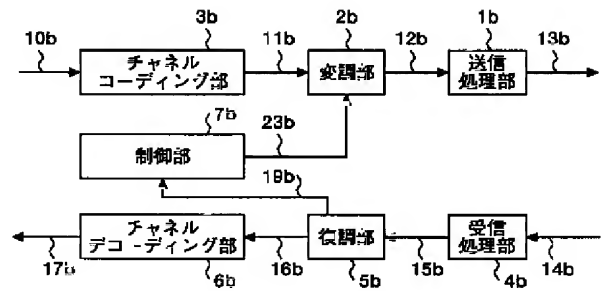 3b
2b
1b
10b
11b
12b
13b
チャネル
コーディング部
変調部
送信
処理部
7b
23b
制御部
19b
チャネル
デコーディング部
復調部
受信
処理部
17b
16b
15b
14b
6b
5b
4b